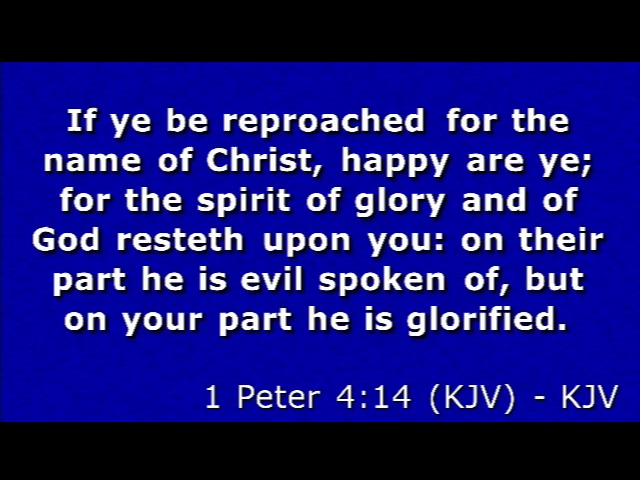 If ye be reproached for the
name of Christ, happy are ye;
for the spirit of glory and of
God resteth upon you: on their
part he is evil spoken of, but
on your part he is glorified.
1 Peter 4:14 (KJV) - KJV